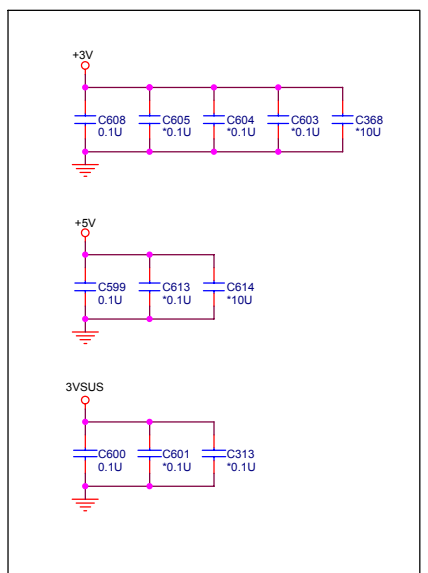 +3V
C608 C605 C604 C603 C368
0.1U *0.1U *0.1U *0.1U *10U
+5V
C599 C613 C614
0.1U *0.1U *10U
3VSUS
C600 C601 C313
0.1U *0.1U *0.1U